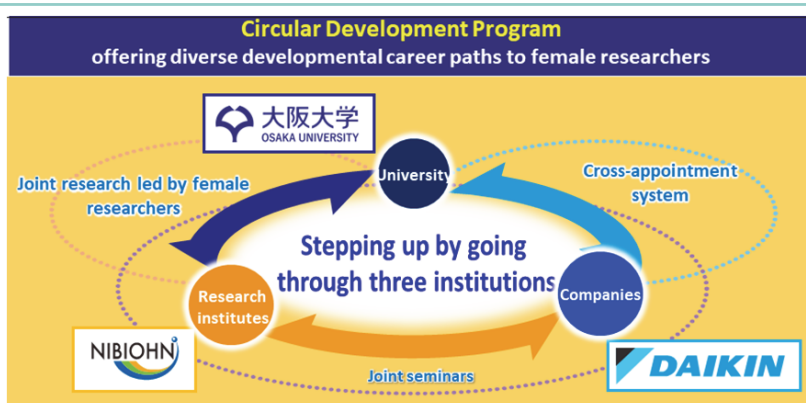 Circular Development Program
offering diverse developmental career paths to female researchers
大阪大学
OSAKA UNIVERSITY
University
Joint research led by female
researchers
Cross-appointment
system
Stepping up by going
through three institutions
Research
institutes
Companies
NIBIOHN
Joint seminars
DAIKIN